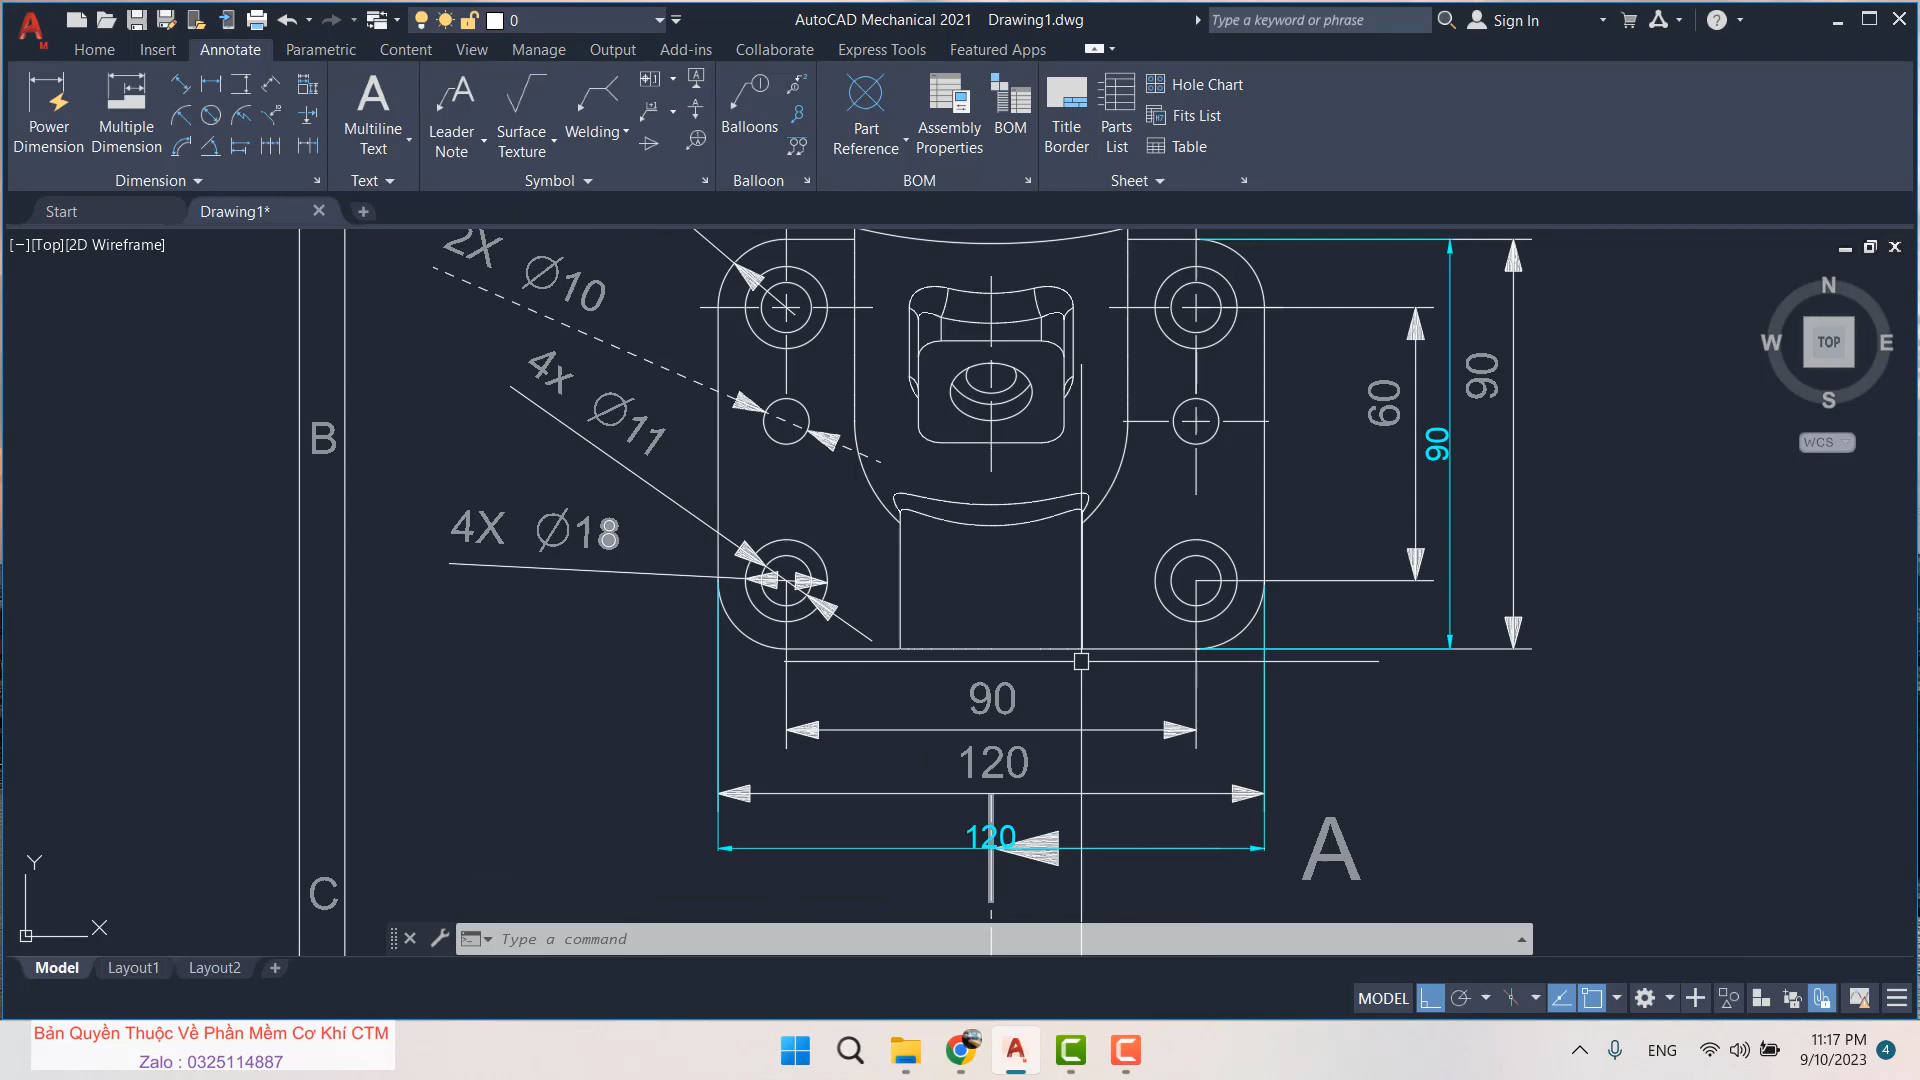 0
AutoCAD Mechanical 2021 Drawing1.dwg
Type a keyword or phrase
Sign In
Home Insert Annotate Parametric Content View Manage Output Add-ins Collaborate Express Tools Featured Apps
Power Dimension
Multiple Dimension
Multiline Text
Leader Note
Surface Texture
Welding
Balloons
Part Reference
Assembly Properties
BOM
Title Border
Parts List
Hole Chart
Fits List
Table
Dimension
Text
Symbol
Balloon
BOM
Sheet
Start
Drawing1*
[−][Top][2D Wireframe]
N
W TOP E
S
WCS
2X Ø10
4x Ø11
4X Ø18
60
90
90
90
120
120
A
B
C
Y
X
Type a command
Model Layout1 Layout2
MODEL
Bản Quyền Thuộc Về Phần Mềm Cơ Khí CTM
Zalo : 0325114887
ENG
11:17 PM
9/10/2023
4